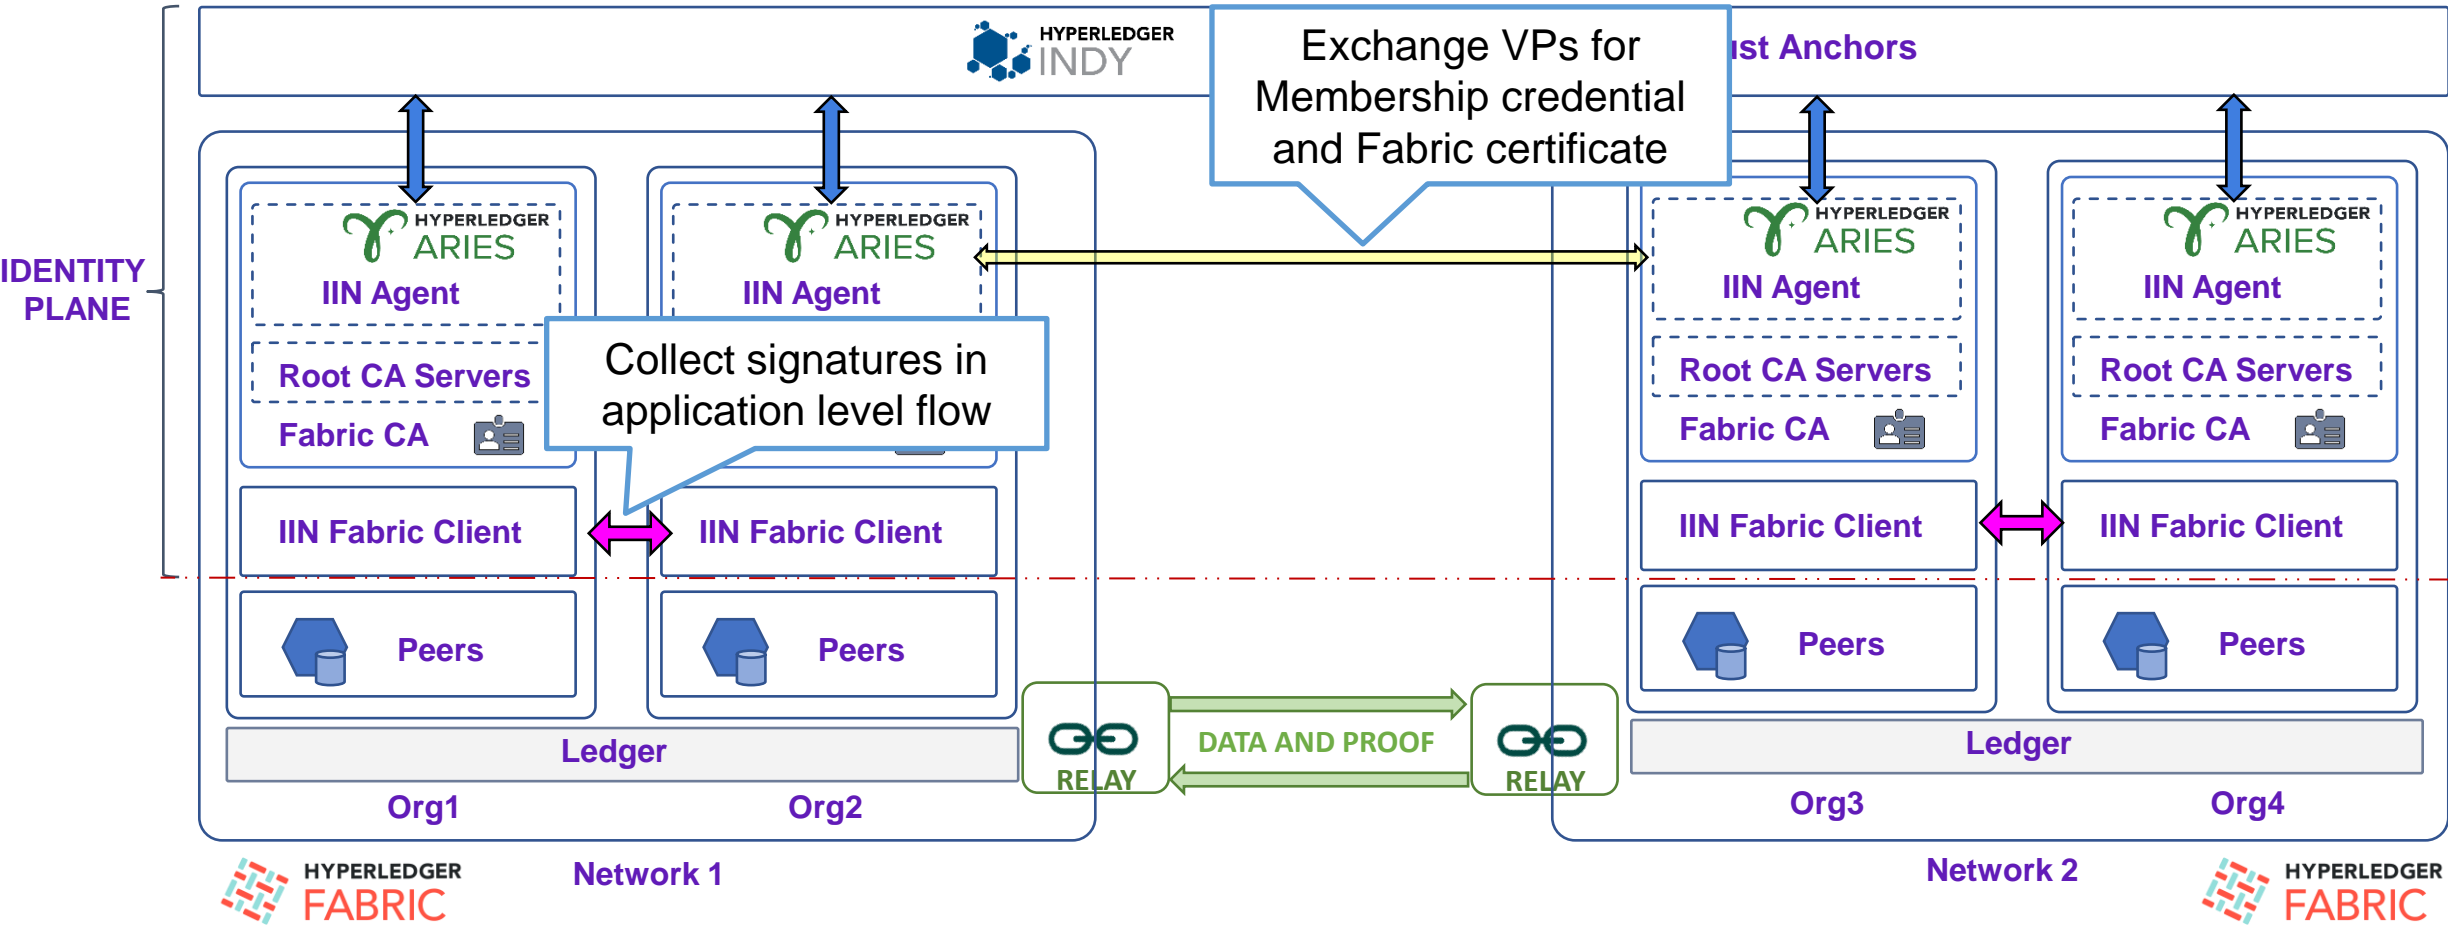 HYPERLEDGER
INDY
Exchange VPs for
Membership credential
and Fabric certificate
Anchors
IDENTITY
PLANE
HYPERLEDGER
ARIES
IIN Agent
Root CA Servers
Fabric CA
IIN Fabric Client
Peers
HYPERLEDGER
ARIES
IIN Agent
Collect signatures in
application level flow
IIN Fabric Client
Peers
Ledger
Org1
Org2
Network 1
HYPERLEDGER
FABRIC
RELAY
DATA AND PROOF
RELAY
HYPERLEDGER
ARIES
IIN Agent
Root CA Servers
Fabric CA
IIN Fabric Client
Peers
HYPERLEDGER
ARIES
IIN Agent
Root CA Servers
Fabric CA
IIN Fabric Client
Peers
Ledger
Org3
Org4
Network 2
HYPERLEDGER
FABRIC